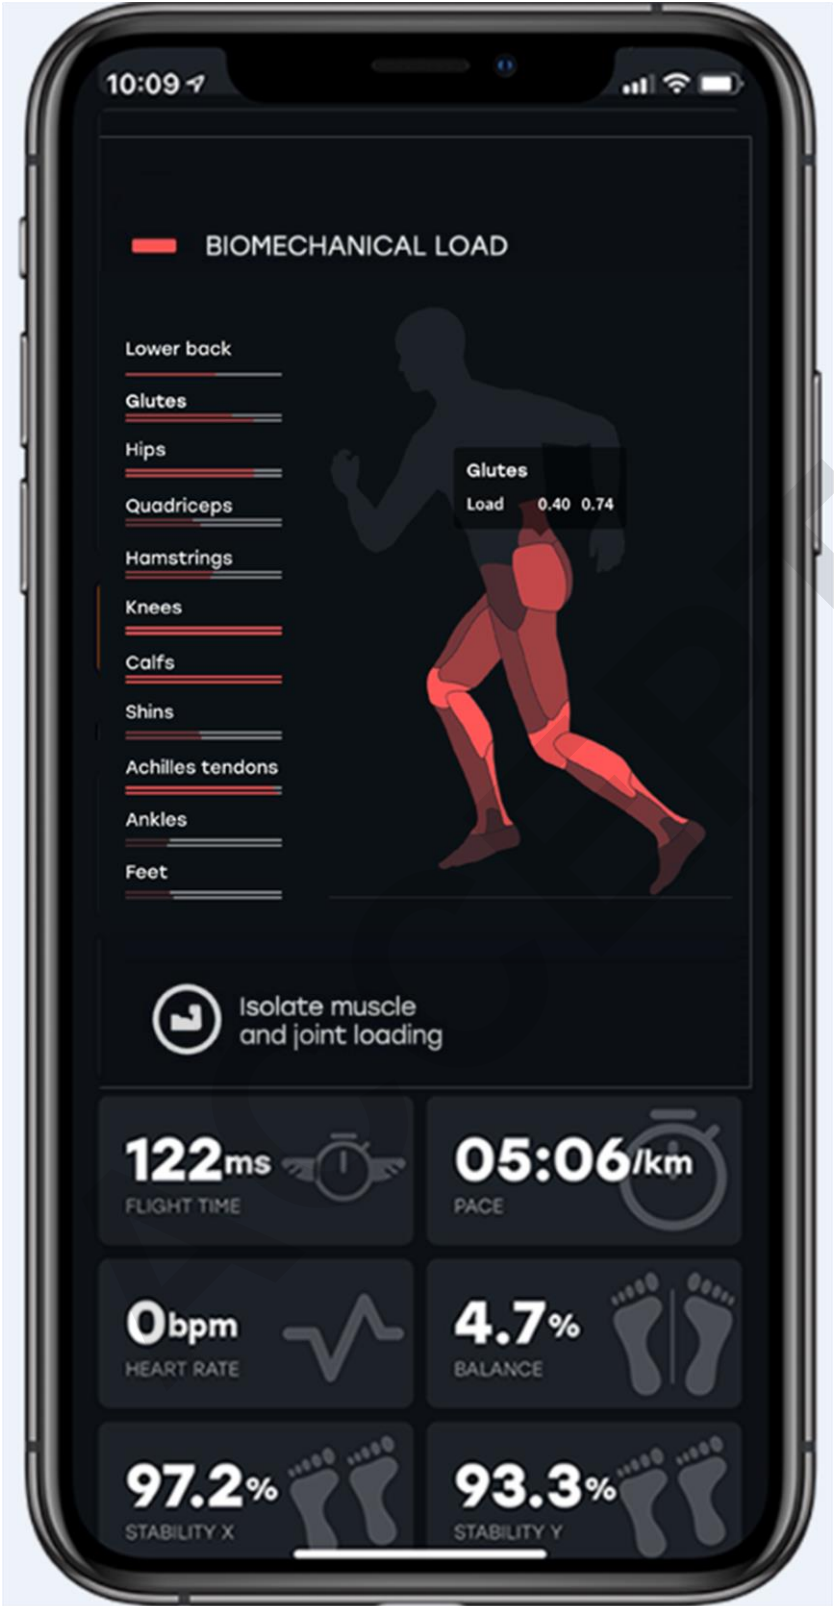 10:09
BIOMECHANICAL LOAD
Lower back
Glutes
Hips
Quadriceps
Hamstrings
Knees
Calfs
Shins
Achilles tendons
Ankles
Feet
Glutes
Load 0.40 0.74
Isolate muscle
and joint loading
122ms
FLIGHT TIME
05:06/km
PACE
0bpm
HEART RATE
4.7%
BALANCE
97.2%
STABILITY X
93.3%
STABILITY Y